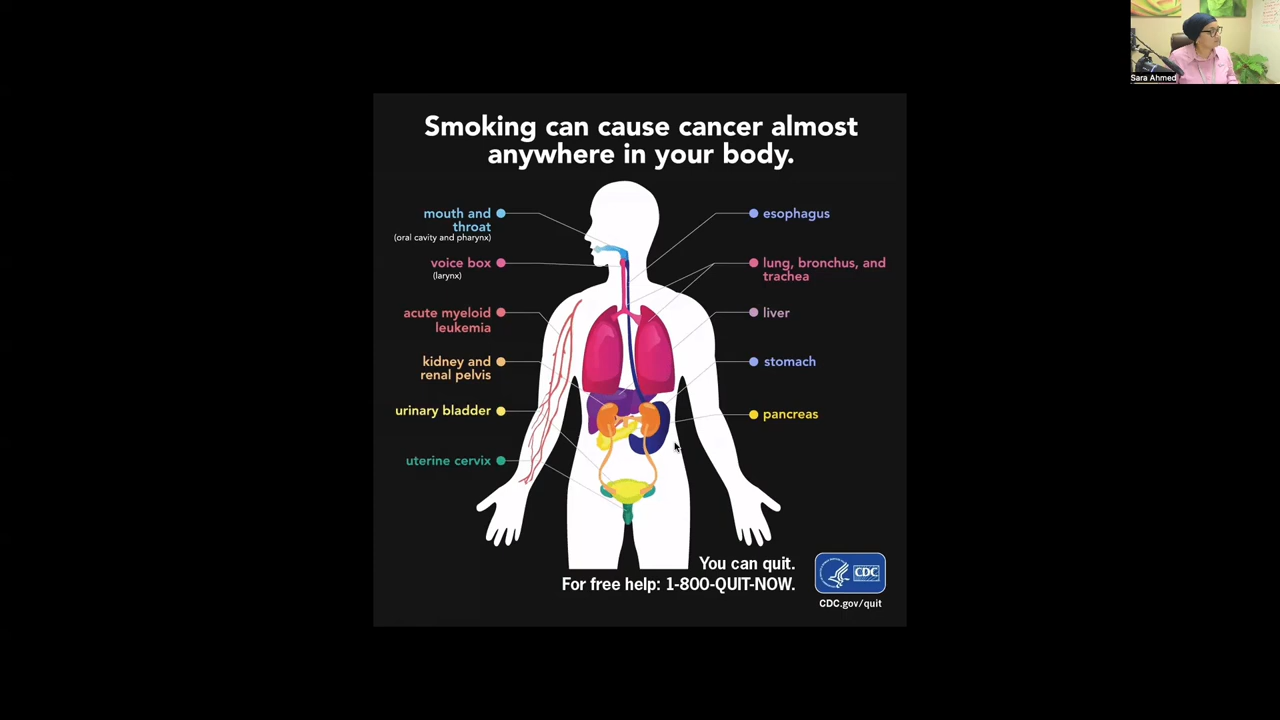 Sara Ahmed
Smoking can cause cancer almost
anywhere in your body.
mouth and
throat
(oral cavity and pharynx)
voice box
(larynx)
acute myeloid
leukemia
kidney and
renal pelvis
urinary bladder
uterine cervix
esophagus
lung, bronchus, and
trachea
liver
stomach
pancreas
You can quit.
For free help: 1-800-QUIT-NOW.
CDC
CDC.gov/quit